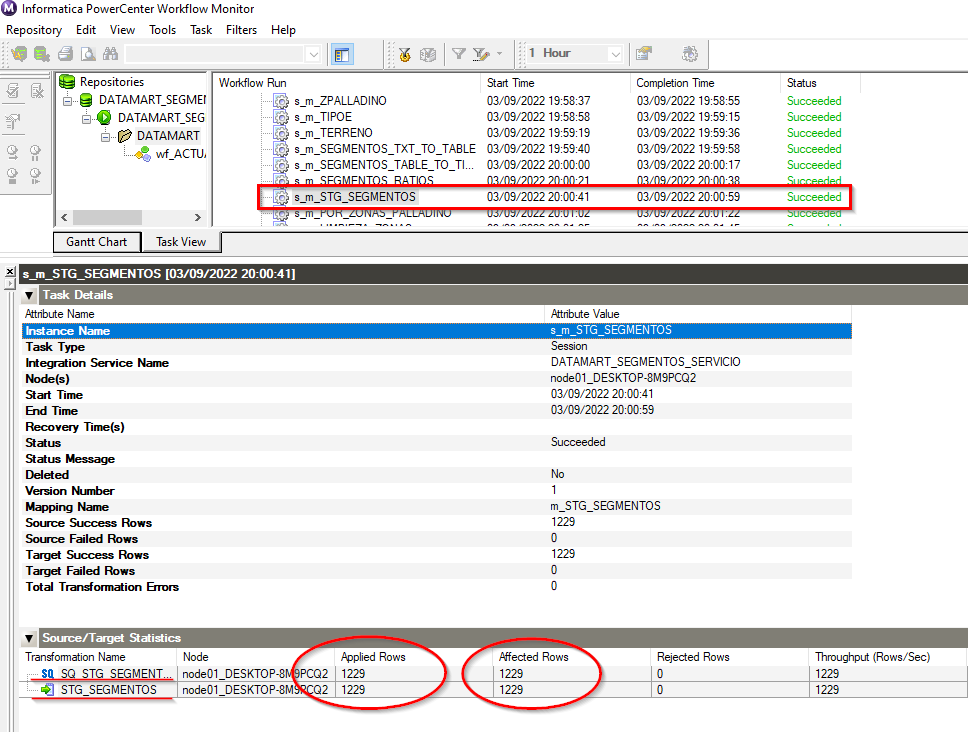 Informatica PowerCenter Workflow Monitor
Repository Edit View Tools Task Filters Help
1 Hour
Repositories
DATAMART_SEGMEN
DATAMART_SEG
DATAMART
wf_ACTUA
Workflow Run Start Time Completion Time Status
s_m_ZPALLADINO 03/09/2022 19:58:37 03/09/2022 19:58:55 Succeeded
s_m_TIPOE 03/09/2022 19:58:58 03/09/2022 19:59:15 Succeeded
s_m_TERRENO 03/09/2022 19:59:19 03/09/2022 19:59:36 Succeeded
s_m_SEGMENTOS_TXT_TO_TABLE 03/09/2022 19:59:40 03/09/2022 19:59:58 Succeeded
s_m_SEGMENTOS_TABLE_TO_TI... 03/09/2022 20:00:00 03/09/2022 20:00:17 Succeeded
s_m_SEGMENTOS_RATIOS 03/09/2022 20:00:21 03/09/2022 20:00:38 Succeeded
s_m_STG_SEGMENTOS 03/09/2022 20:00:41 03/09/2022 20:00:59 Succeeded
s_m_POR_ZONAS_PALLADINO 03/09/2022 20:01:02 03/09/2022 20:01:22 Succeeded
Gantt Chart Task View
s_m_STG_SEGMENTOS [03/09/2022 20:00:41]
Task Details
Attribute Name Attribute Value
Instance Name s_m_STG_SEGMENTOS
Task Type Session
Integration Service Name DATAMART_SEGMENTOS_SERVICIO
Node(s) node01_DESKTOP-8M9PCQ2
Start Time 03/09/2022 20:00:41
End Time 03/09/2022 20:00:59
Recovery Time(s)
Status Succeeded
Status Message
Deleted No
Version Number 1
Mapping Name m_STG_SEGMENTOS
Source Success Rows 1229
Source Failed Rows 0
Target Success Rows 1229
Target Failed Rows 0
Total Transformation Errors 0
Source/Target Statistics
Transformation Name Node Applied Rows Affected Rows Rejected Rows Throughput (Rows/Sec)
SQ SQ_STG_SEGMENT... node01_DESKTOP-8M9PCQ2 1229 1229 0 1229
STG_SEGMENTOS node01_DESKTOP-8M9PCQ2 1229 1229 0 1229